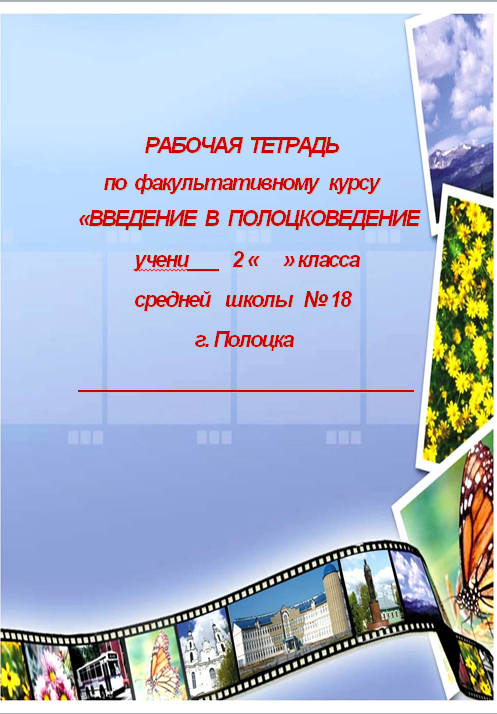 РАБОЧАЯ ТЕТРАДЬ
по факультативному курсу
«ВВЕДЕНИЕ В ПОЛОЦКОВЕДЕНИЕ
учени___ 2 « » класса
средней школы № 18
г. Полоцка